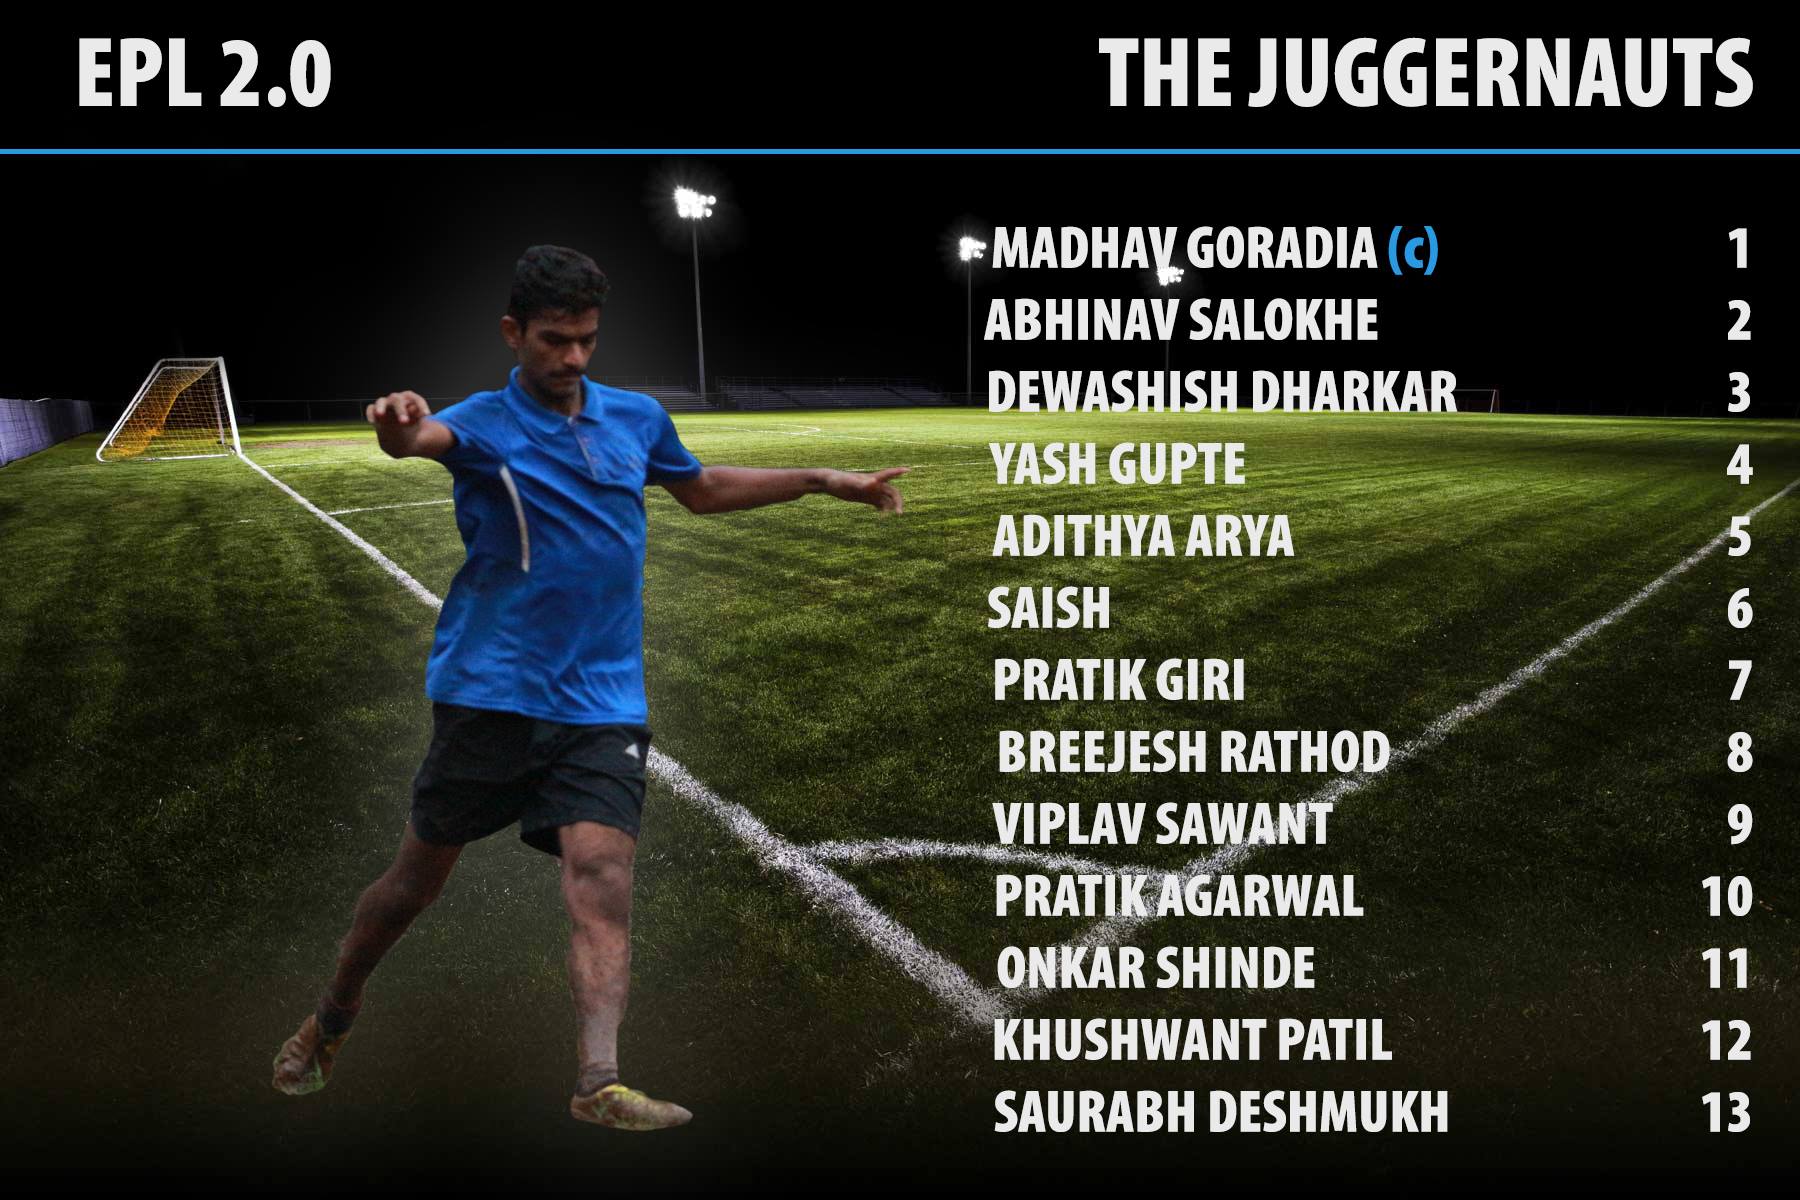 EPL 2.0
THE JUGGERNAUTS
MADHAV GORADIA (c) 1
ABHINAV SALOKHE 2
DEWASHISH DHARKAR 3
YASH GUPTE 4
ADITHYA ARYA 5
SAISH 6
PRATIK GIRI 7
BREEJESH RATHOD 8
VIPLAV SAWANT 9
PRATIK AGARWAL 10
ONKAR SHINDE 11
KHUSHWANT PATIL 12
SAURABH DESHMUKH 13